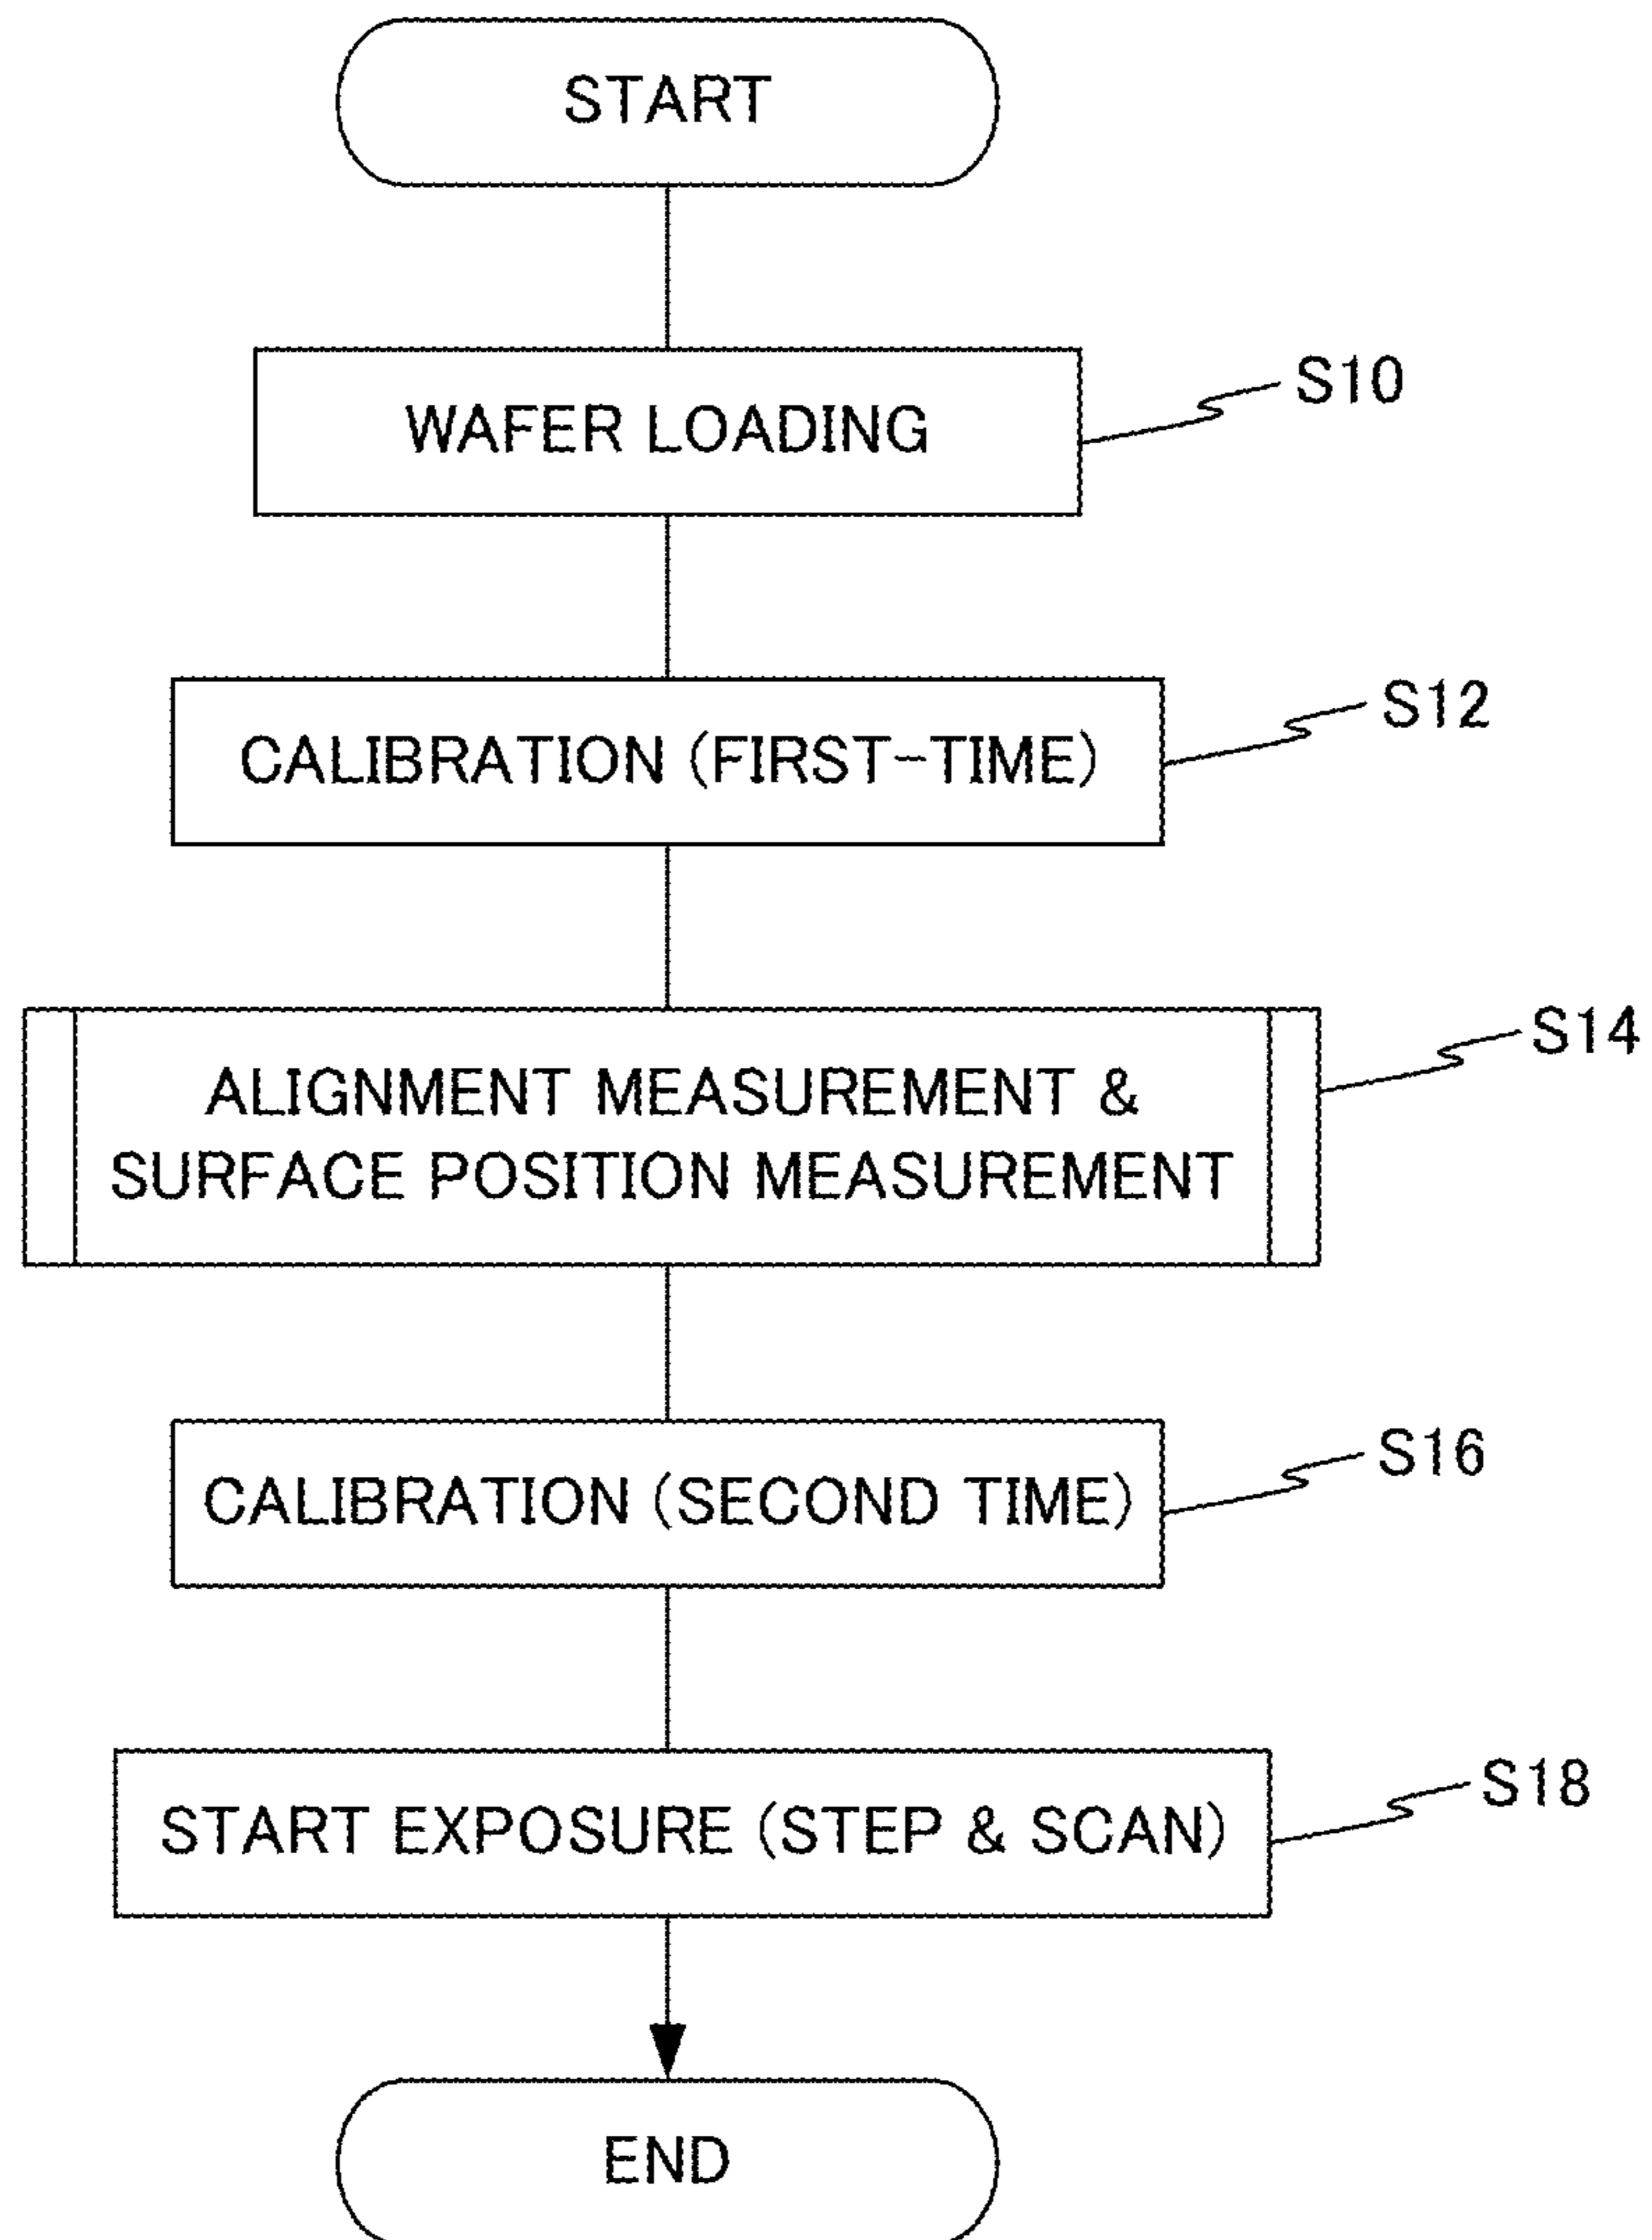 START
WAFER LOADING
S10
CALIBRATION (FIRST-TIME)
S12
ALIGNMENT MEASUREMENT &
SURFACE POSITION MEASUREMENT
S14
CALIBRATION (SECOND TIME)
S16
START EXPOSURE (STEP & SCAN)
S18
END